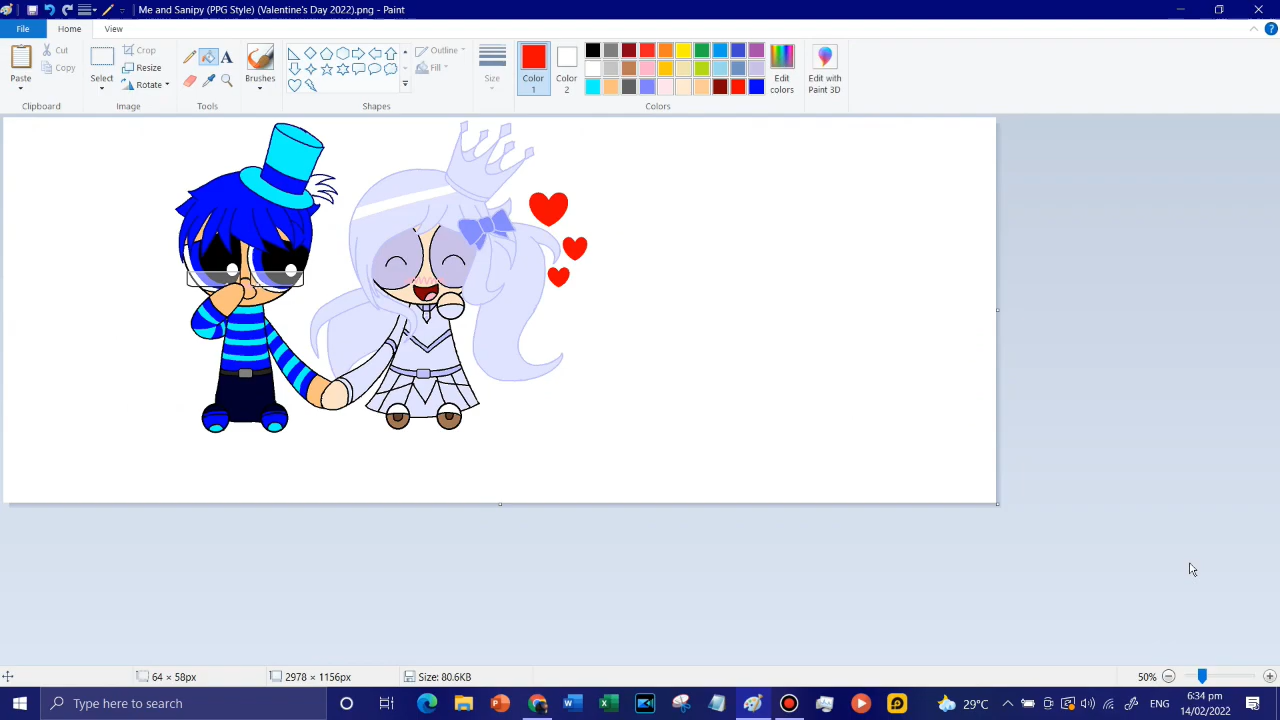 Me and Sanipy (PPG Style) (Valentine's Day 2022).png - Paint
File Home View
Paste Cut Copy Clipboard
Select Crop Resize Rotate Image
A Tools
Brushes
Outline Fill Shapes
Size
Color 1 Color 2 Edit colors Colors
Edit with Paint 3D
64 × 58px 2978 × 1156px Size: 80.6KB 50%
Type here to search 29°C ENG 6:34 pm 14/02/2022